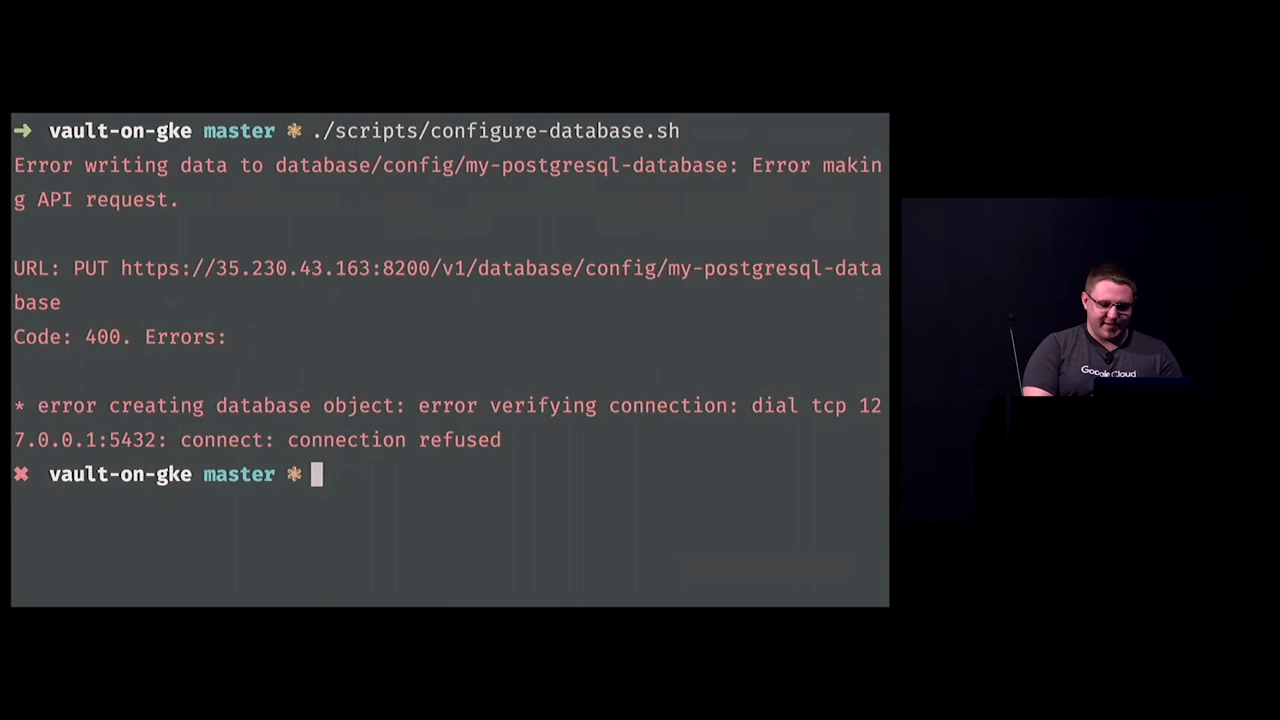 ➜ vault-on-gke master ❃ ./scripts/configure-database.sh
Error writing data to database/config/my-postgresql-database: Error makin
g API request.
URL: PUT https://35.230.43.163:8200/v1/database/config/my-postgresql-data
base
Code: 400. Errors:
* error creating database object: error verifying connection: dial tcp 12
7.0.0.1:5432: connect: connection refused
✖ vault-on-gke master ❃
Google Cloud